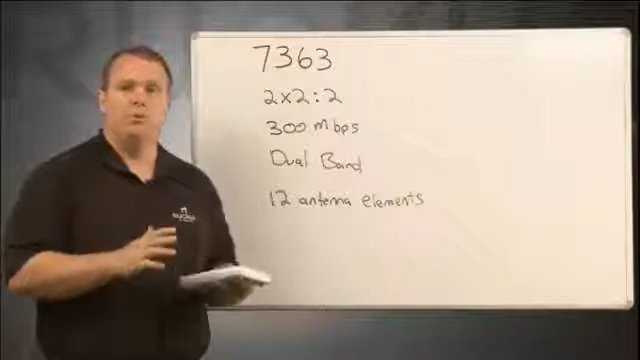 7363
2x2:2
300 mbps
Dual Band
12 antenna elements